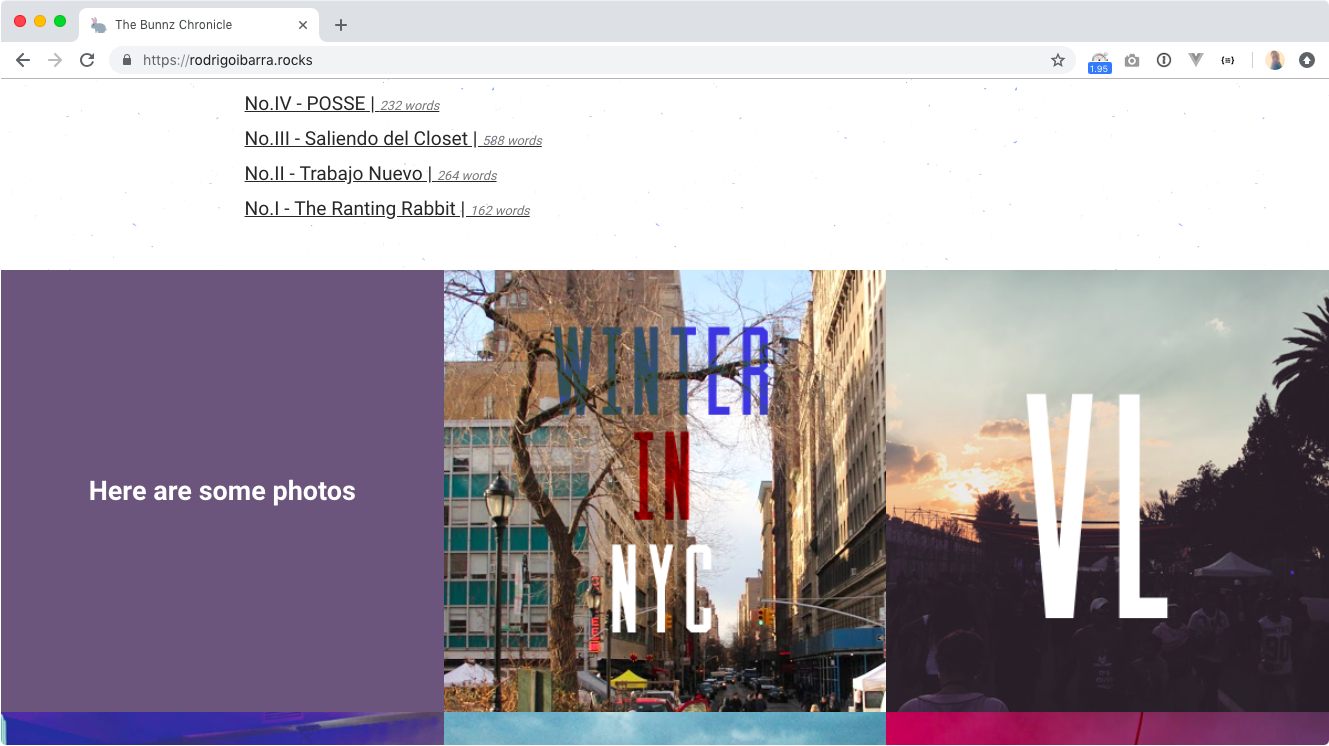 The Bunnz Chronicle
https://rodrigoibarra.rocks
1.95
No.IV - POSSE | 232 words
No.III - Saliendo del Closet | 588 words
No.II - Trabajo Nuevo | 264 words
No.I - The Ranting Rabbit | 162 words
Here are some photos
WINTER
IN
NYC
VL